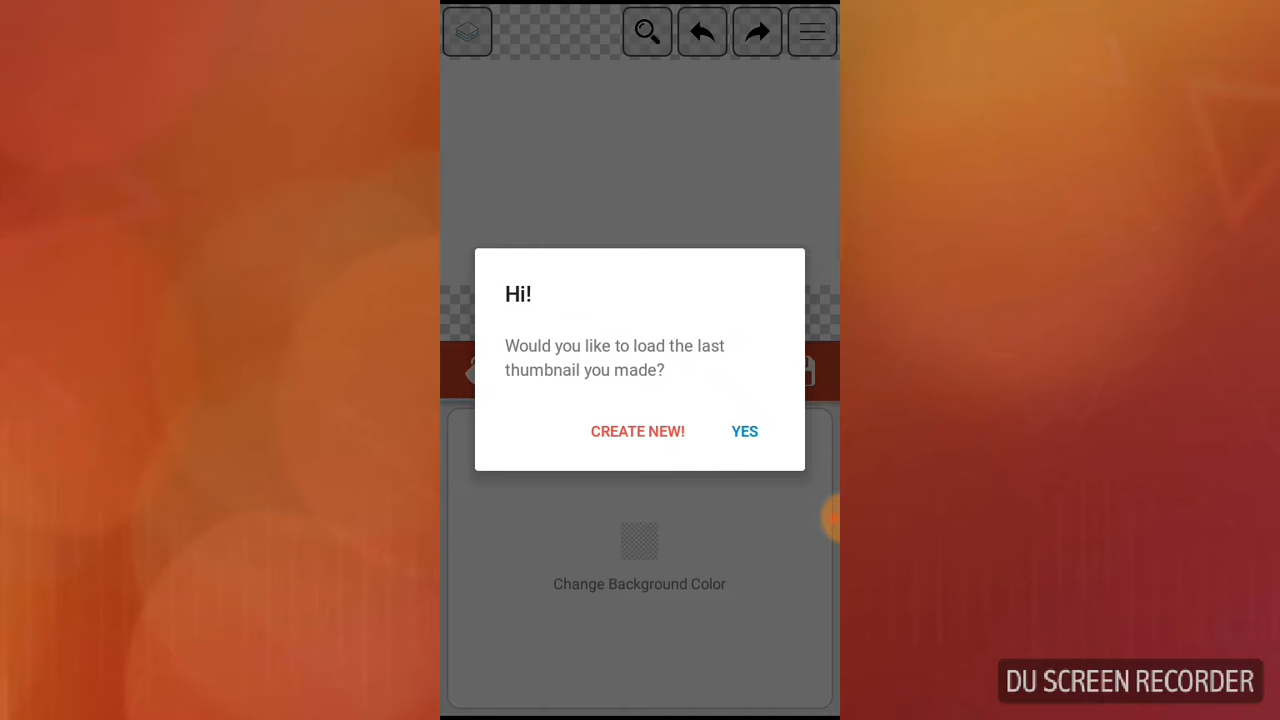 Hi!
Would you like to load the last
thumbnail you made?
CREATE NEW!
YES
Change Background Color
DU SCREEN RECORDER